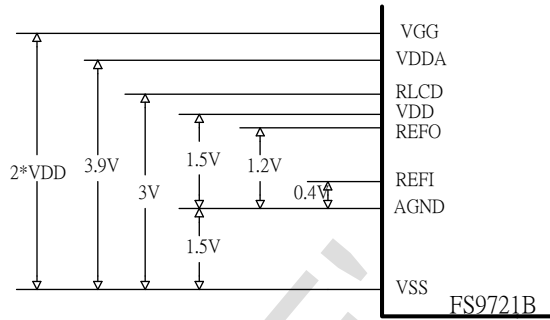 VGG
VDDA
RLCD
VDD
REFO
2*VDD
3.9V
3V
1.5V
1.2V
0.4V
REFI
AGND
1.5V
VSS
FS9721B